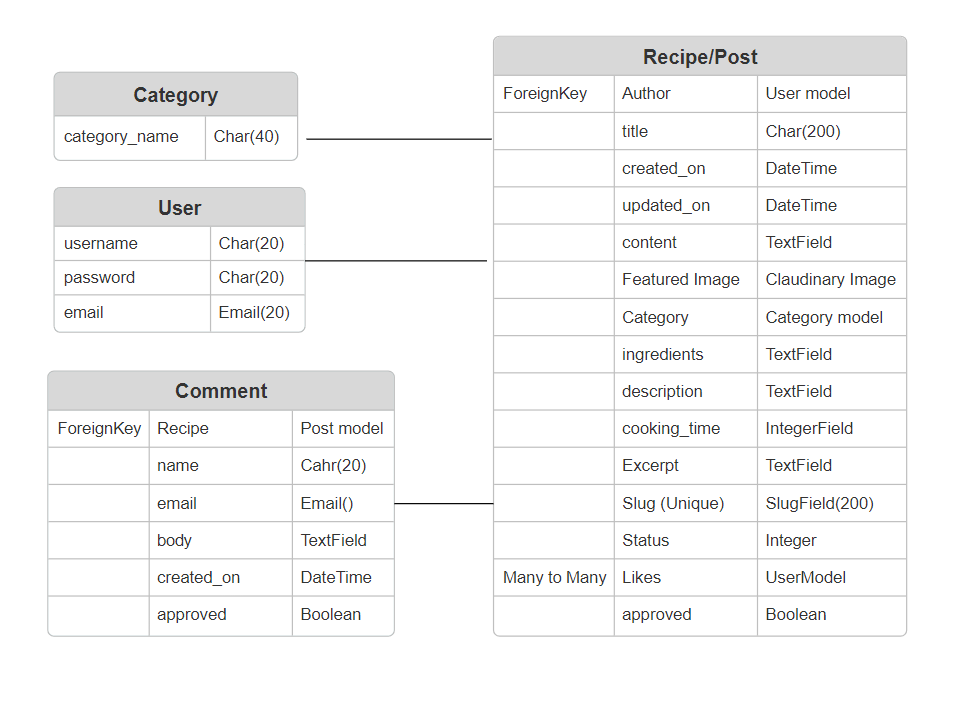 Category
category_name Char(40)
User
username Char(20)
password Char(20)
email Email(20)
Comment
ForeignKey Recipe Post model
name Cahr(20)
email Email()
body TextField
created_on DateTime
approved Boolean
Recipe/Post
ForeignKey Author User model
title Char(200)
created_on DateTime
updated_on DateTime
content TextField
Featured Image Claudinary Image
Category Category model
ingredients TextField
description TextField
cooking_time IntegerField
Excerpt TextField
Slug (Unique) SlugField(200)
Status Integer
Many to Many Likes UserModel
approved Boolean